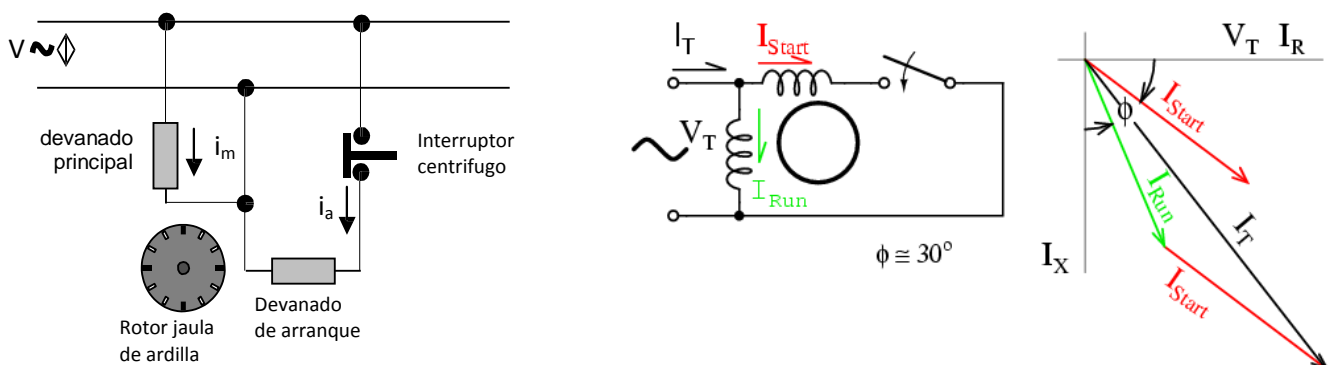 V
devanado
principal
i_m
Interruptor
centrifugo
i_a
Rotor jaula
de ardilla
Devanado
de arranque
I_T
I_Start
V_T
I_Run
ϕ ≅ 30°
V_T I_R
I_Start
ϕ
I_Run
I_T
I_X
I_Start